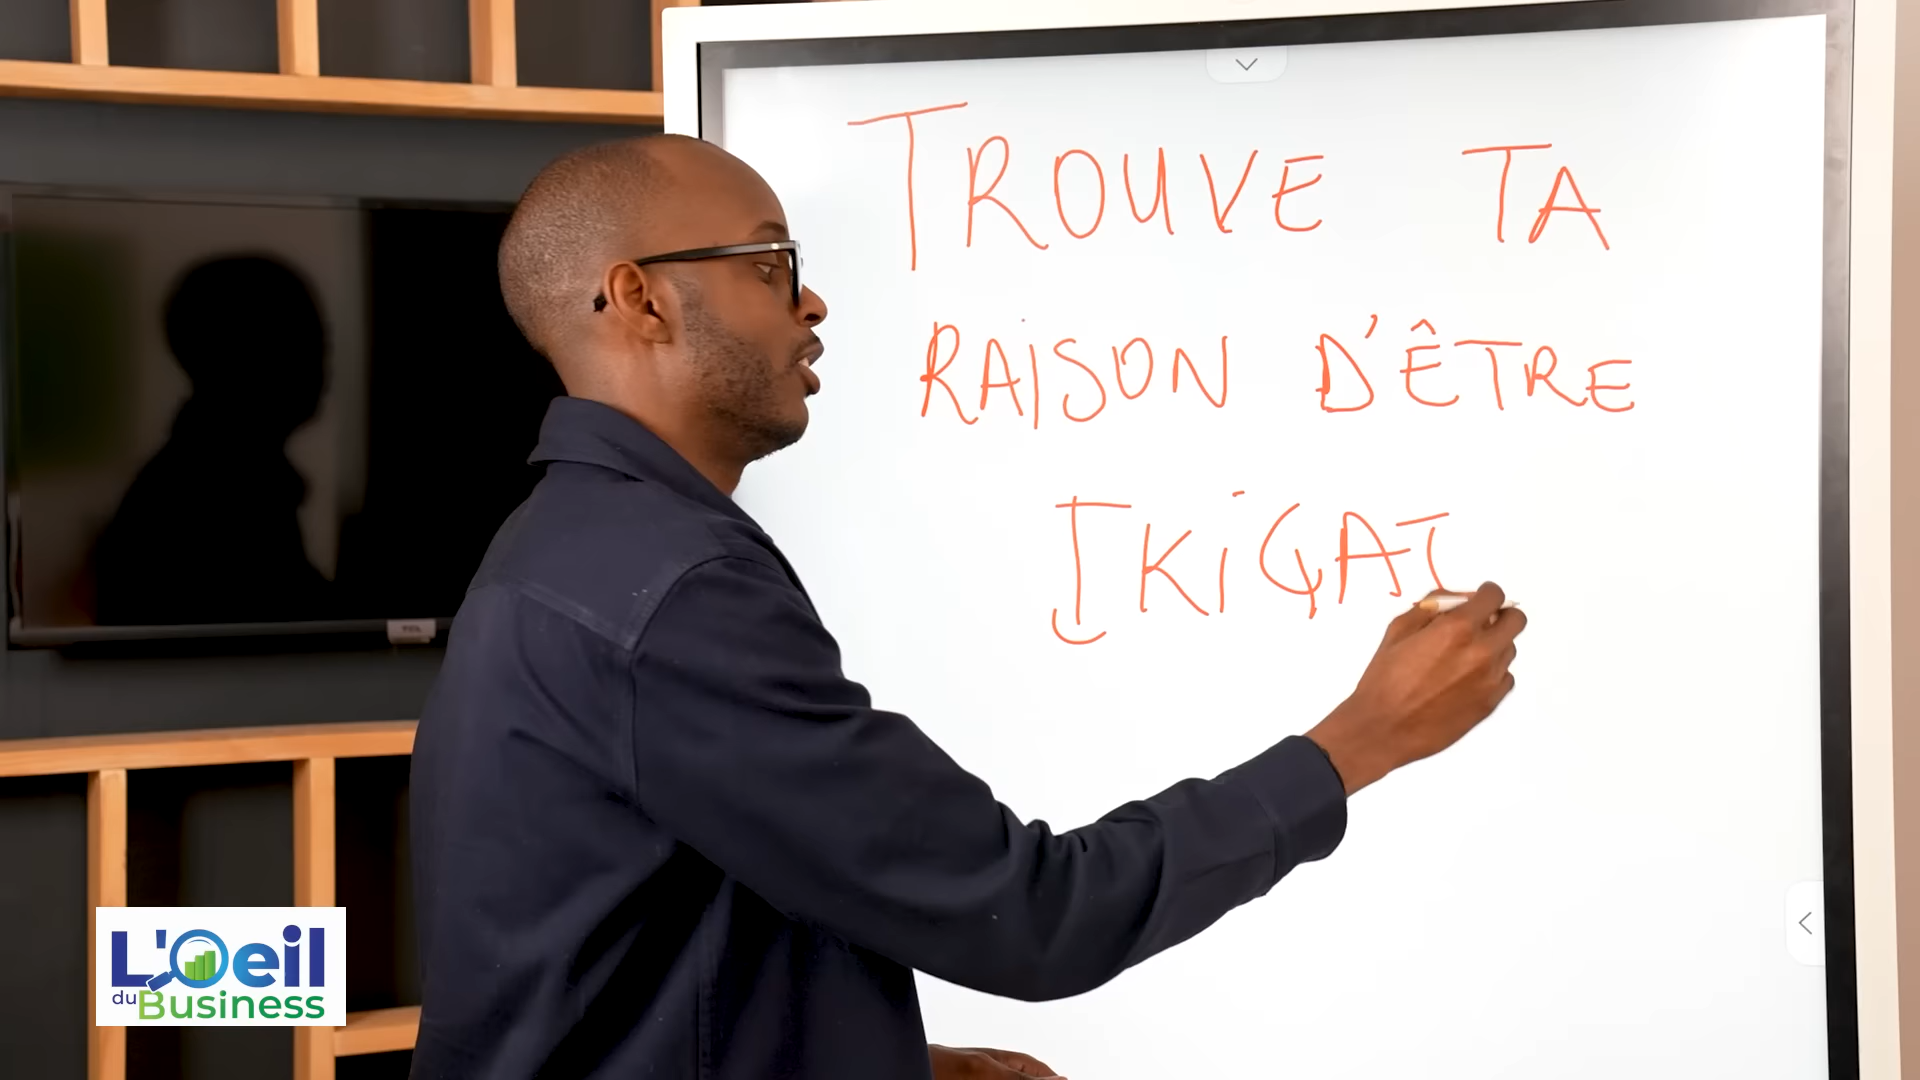 TROUVE TA
RAISON D'ÊTRE
IKiGAI
L'Oeil
du Business